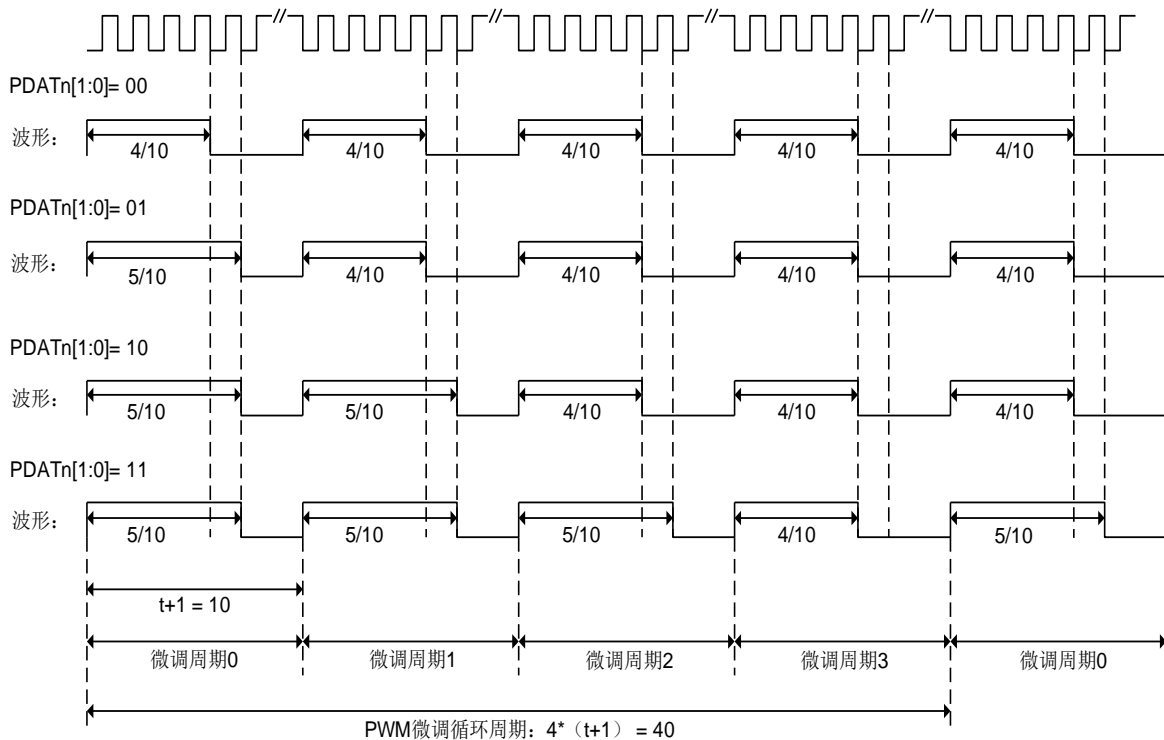 PDATn[1:0]= 00
波形:
4/10 4/10 4/10 4/10 4/10
PDATn[1:0]= 01
波形:
5/10 4/10 4/10 4/10 4/10
PDATn[1:0]= 10
波形:
5/10 5/10 4/10 4/10 4/10
PDATn[1:0]= 11
波形:
5/10 5/10 5/10 4/10 5/10
t+1 = 10
微调周期0 微调周期1 微调周期2 微调周期3 微调周期0
PWM微调循环周期:4*(t+1) = 40